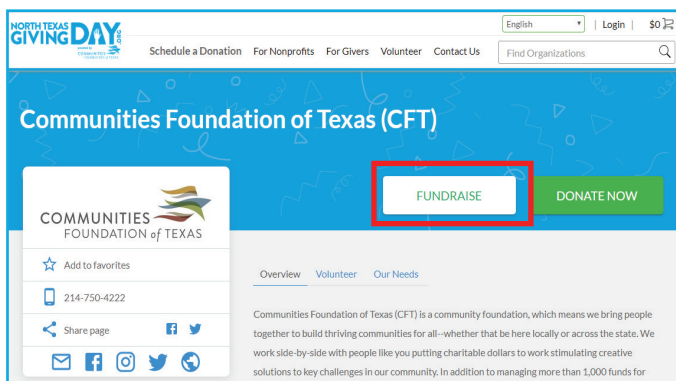 NORTH TEXAS
GIVING DAY.ORG
English
Login
$0
Schedule a Donation For Nonprofits For Givers Volunteer Contact Us
Find Organizations
Communities Foundation of Texas (CFT)
FUNDRAISE
DONATE NOW
COMMUNITIES
FOUNDATION of TEXAS
Add to favorites
214-750-4222
Share page
Overview Volunteer Our Needs
Communities Foundation of Texas (CFT) is a community foundation, which means we bring people
together to build thriving communities for all--whether that be here locally or across the state. We
work side-by-side with people like you putting charitable dollars to work stimulating creative
solutions to key challenges in our community. In addition to managing more than 1,000 funds for